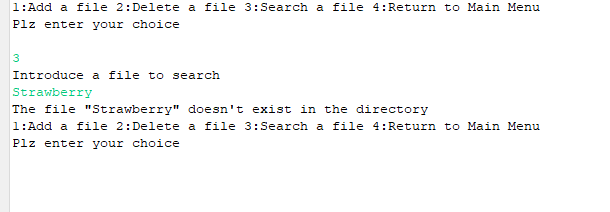 1:Add a file 2:Delete a file 3:Search a file 4:Return to Main Menu
Plz enter your choice
3
Introduce a file to search
Strawberry
The file "Strawberry" doesn't exist in the directory
1:Add a file 2:Delete a file 3:Search a file 4:Return to Main Menu
Plz enter your choice